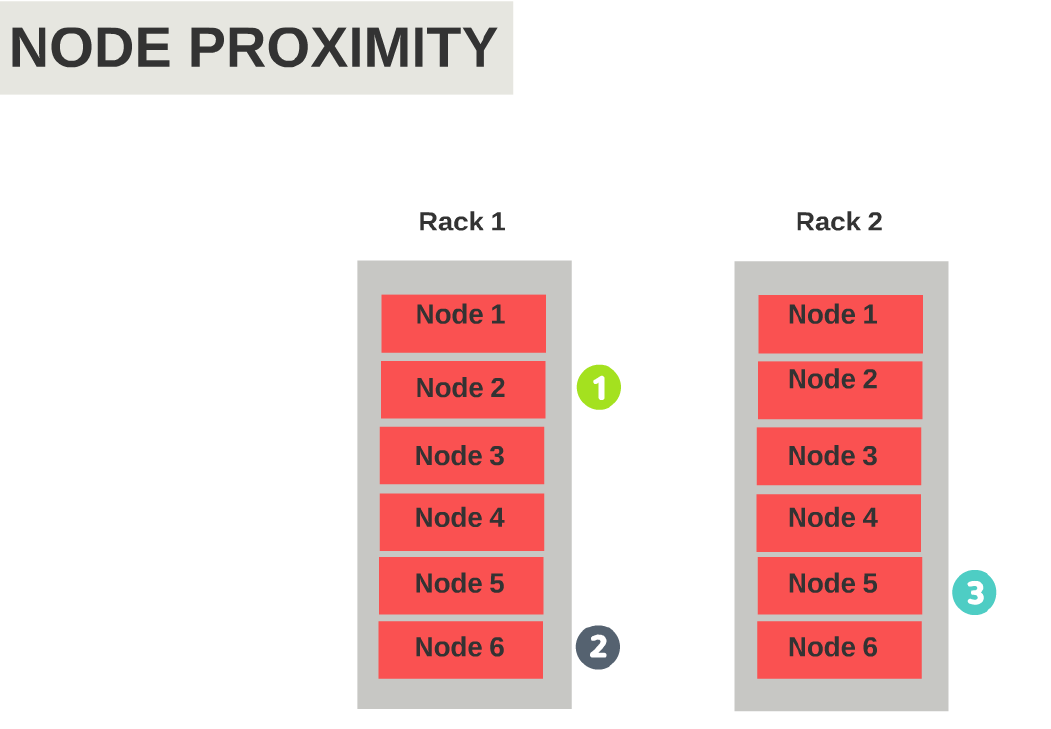 NODE PROXIMITY
Rack 1
Node 1
Node 2
1
Node 3
Node 4
Node 5
Node 6
2
Rack 2
Node 1
Node 2
Node 3
Node 4
Node 5
3
Node 6